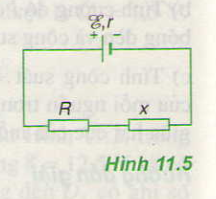 ℰ,r
+ −
R x
Hình 11.5